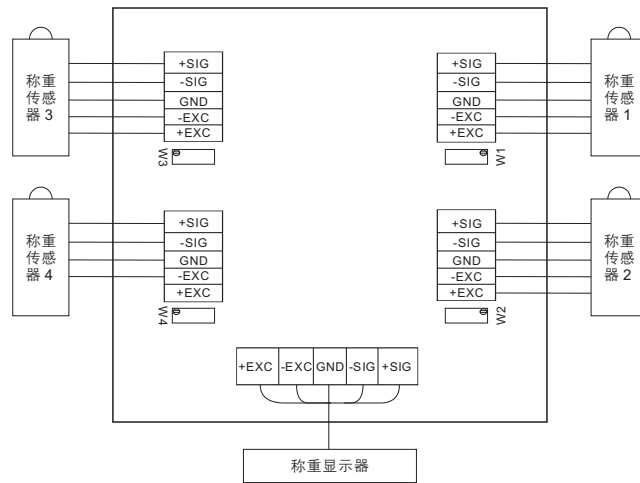 称重
传感
器 3
+SIG
-SIG
GND
-EXC
+EXC
W3
+SIG
-SIG
GND
-EXC
+EXC
W1
称重
传感
器 1
称重
传感
器 4
+SIG
-SIG
GND
-EXC
+EXC
W4
+SIG
-SIG
GND
-EXC
+EXC
W2
称重
传感
器 2
+EXC -EXC GND -SIG +SIG
称重显示器